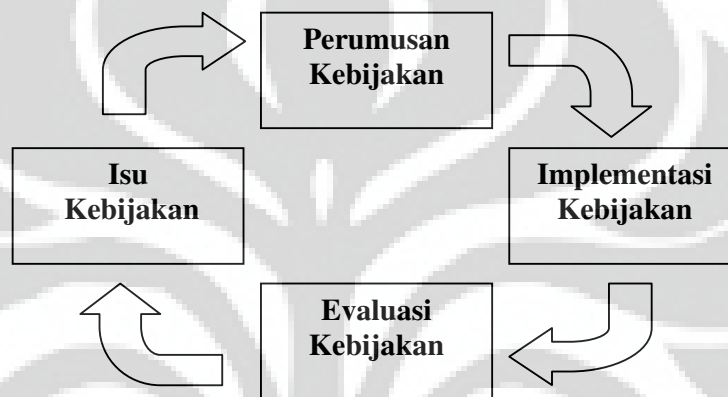 Perumusan
Kebijakan
Isu
Kebijakan
Implementasi
Kebijakan
Evaluasi
Kebijakan